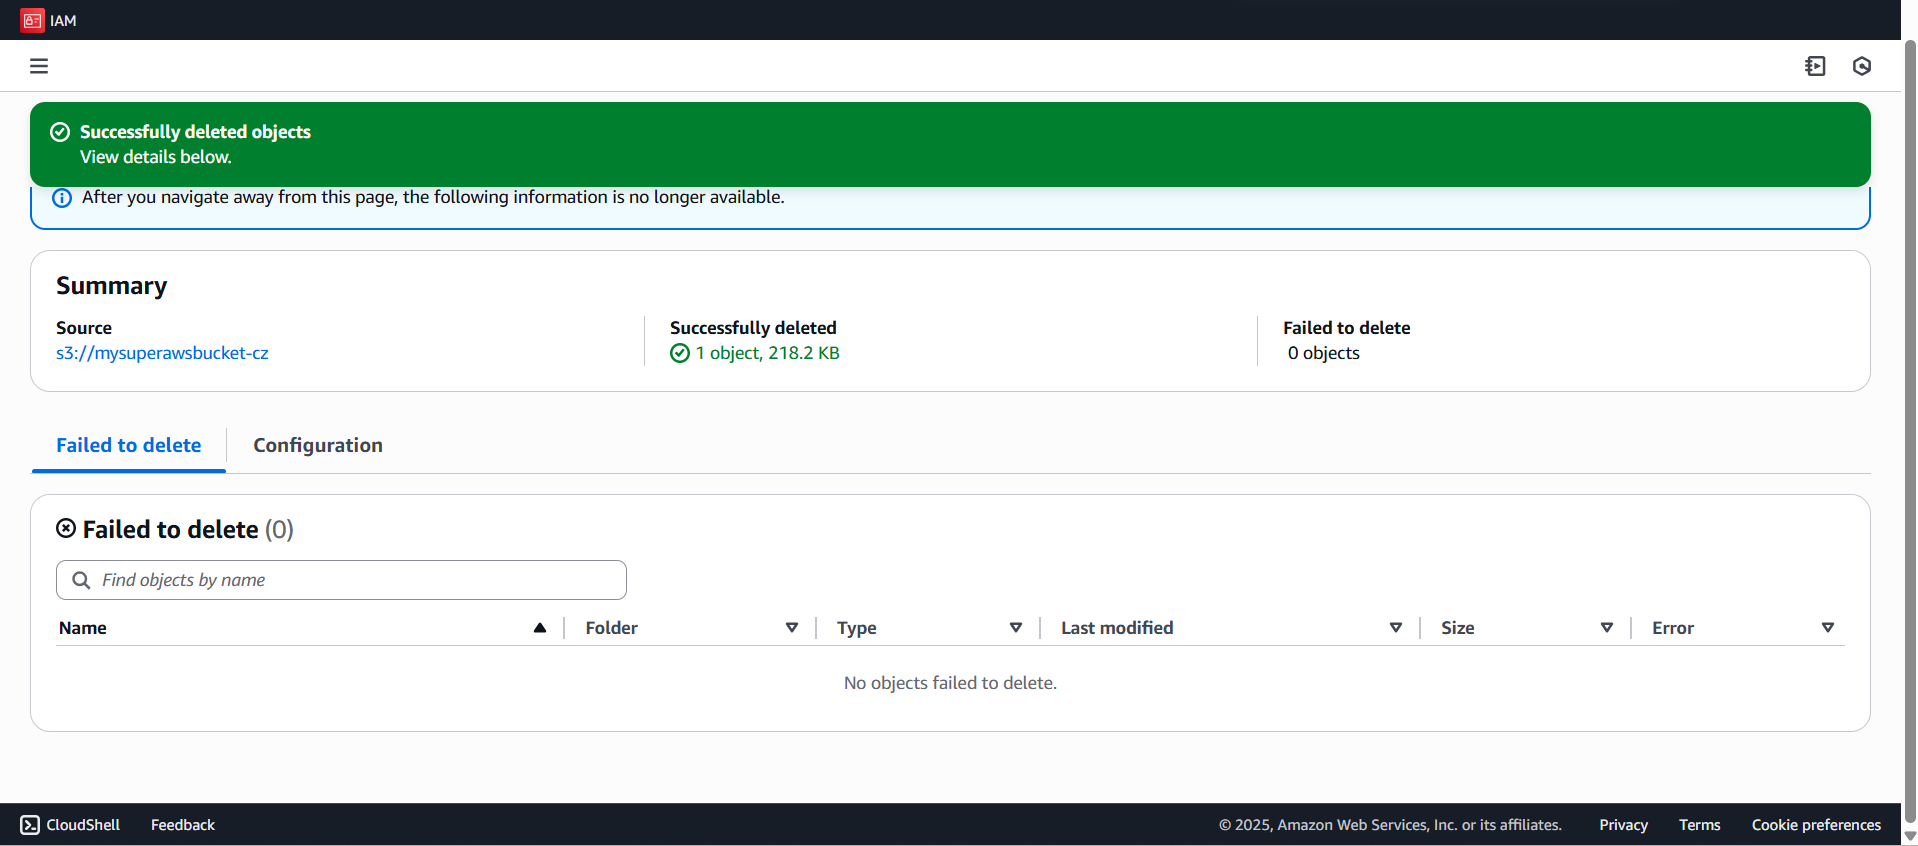 IAM
Successfully deleted objects
View details below.
After you navigate away from this page, the following information is no longer available.
Summary
Source
s3://mysuperawsbucket-cz
Successfully deleted
1 object, 218.2 KB
Failed to delete
0 objects
Failed to delete
Configuration
Failed to delete (0)
Find objects by name
Name Folder Type Last modified Size Error
No objects failed to delete.
CloudShell Feedback © 2025, Amazon Web Services, Inc. or its affiliates. Privacy Terms Cookie preferences